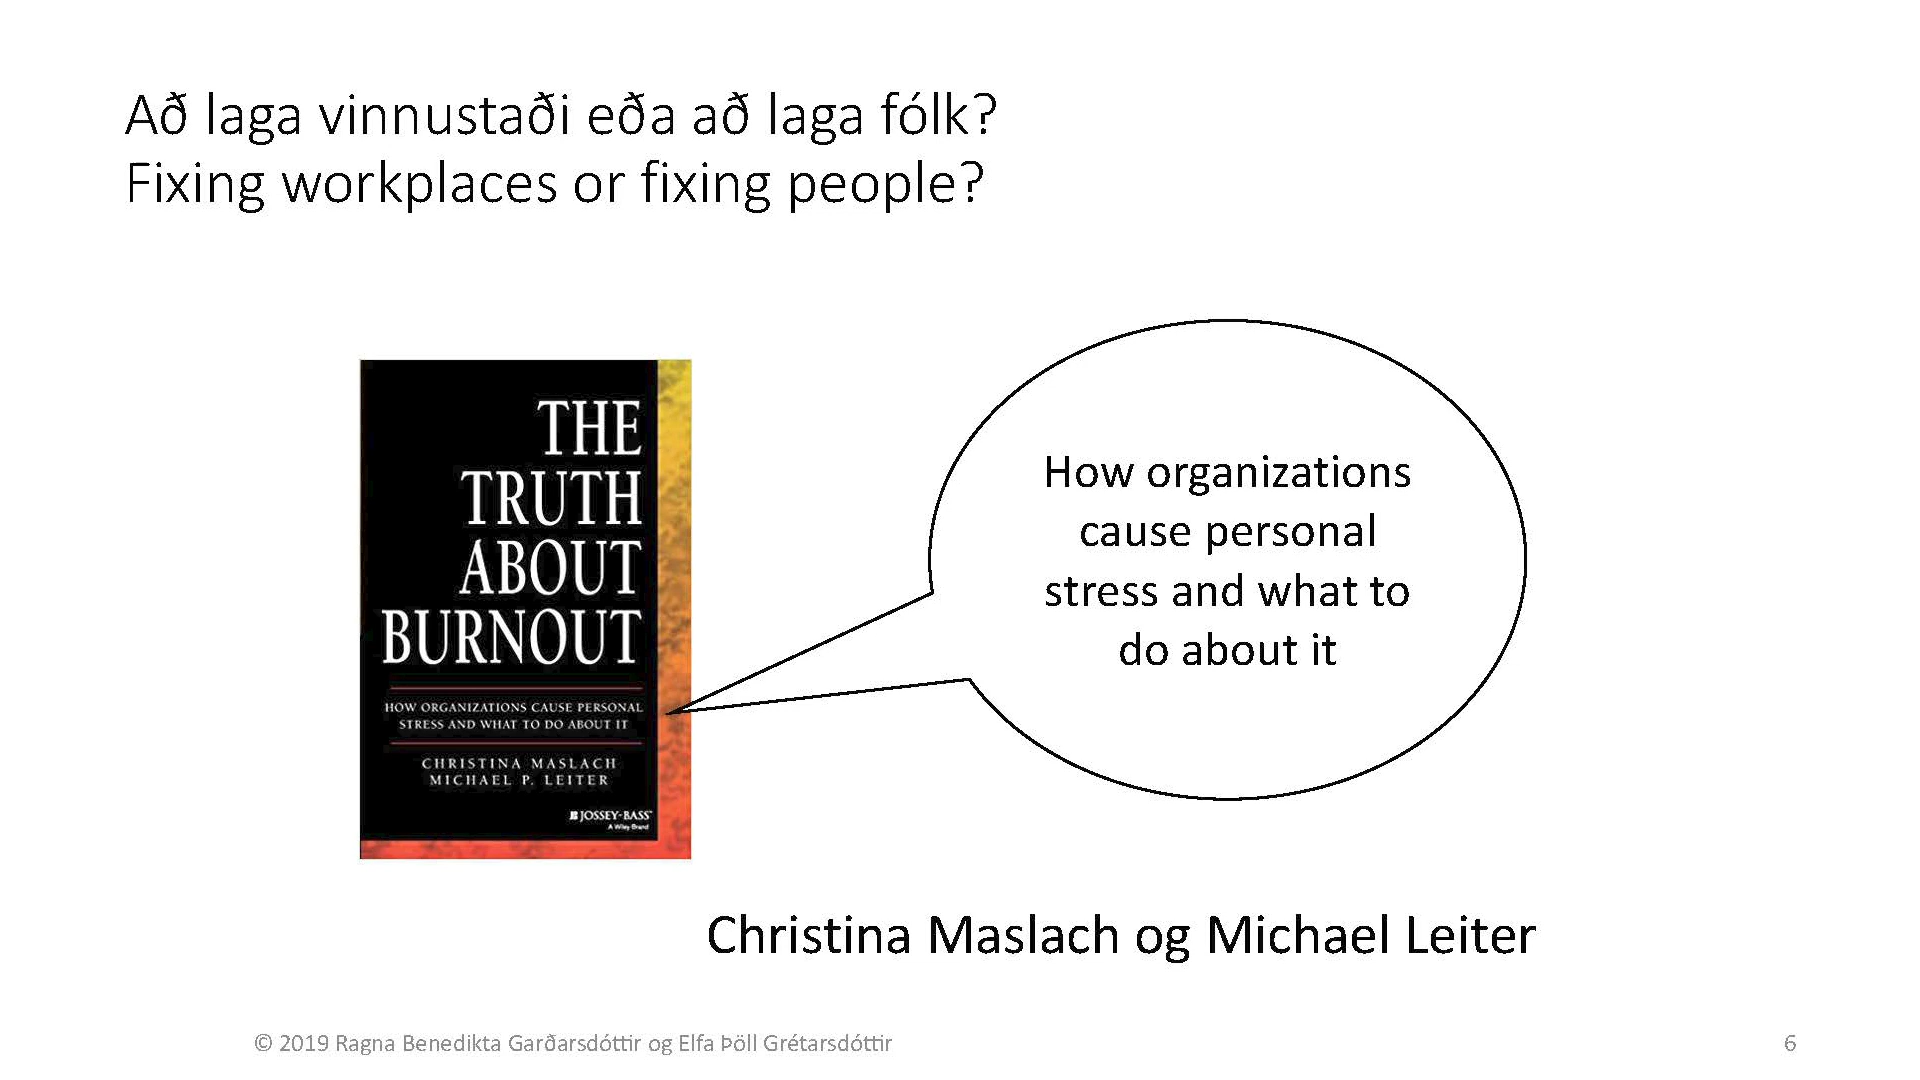 Að laga vinnustaði eða að laga fólk?
Fixing workplaces or fixing people?
THE
TRUTH
ABOUT
BURNOUT
HOW ORGANIZATIONS CAUSE PERSONAL
STRESS AND WHAT TO DO ABOUT IT
CHRISTINA MASLACH
MICHAEL P. LEITER
JOSSEY-BASS™
A Wiley Brand
How organizations
cause personal
stress and what to
do about it
Christina Maslach og Michael Leiter
© 2019 Ragna Benedikta Garðarsdóttir og Elfa Þöll Grétarsdóttir
6